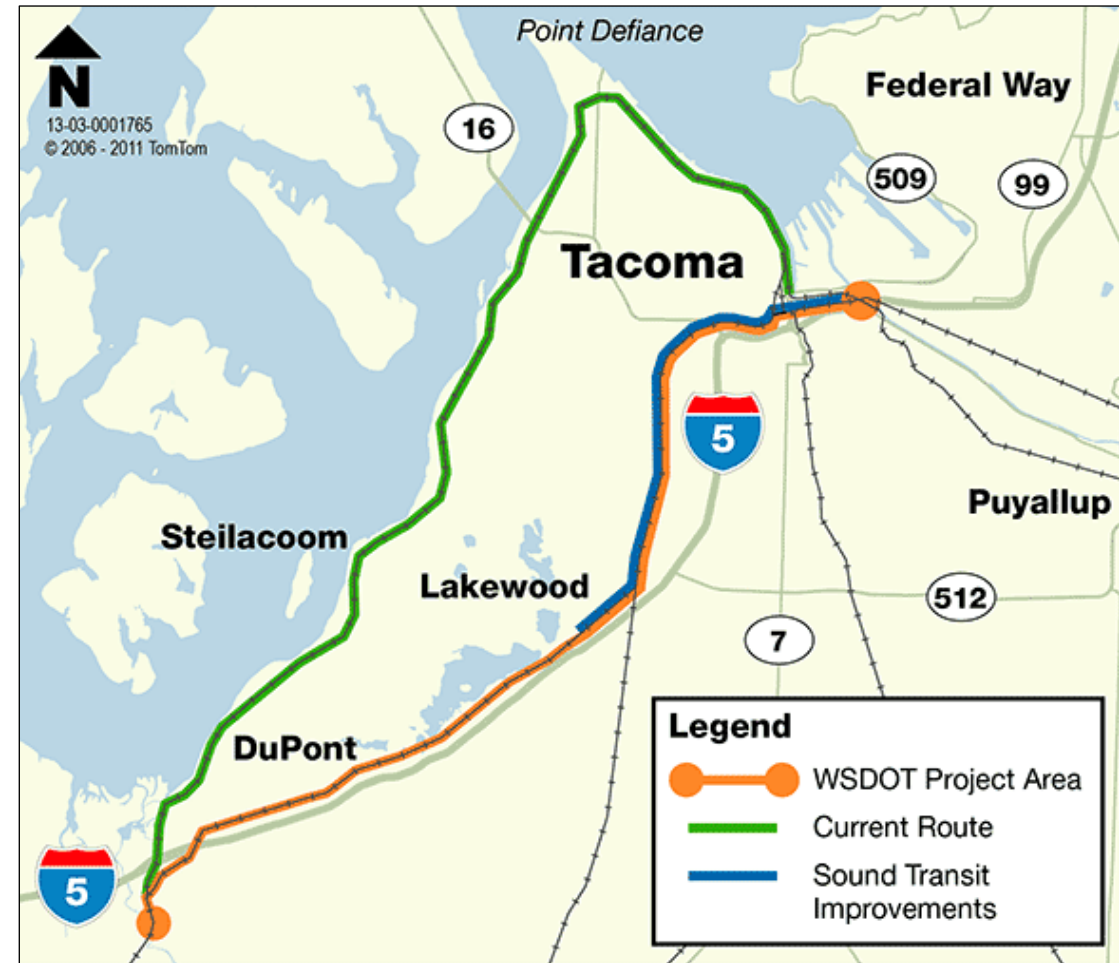 Point Defiance
N
13-03-0001765
© 2006 - 2011 TomTom
Federal Way
16
509
99
Tacoma
5
Puyallup
Steilacoom
Lakewood
512
7
DuPont
5
Legend
WSDOT Project Area
Current Route
Sound Transit
Improvements